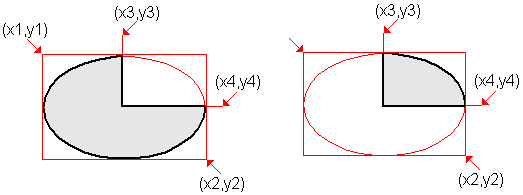 (x3,y3)
(x1,y1)
(x4,y4)
(x2,y2)
(x3,y3)
(x4,y4)
(x2,y2)